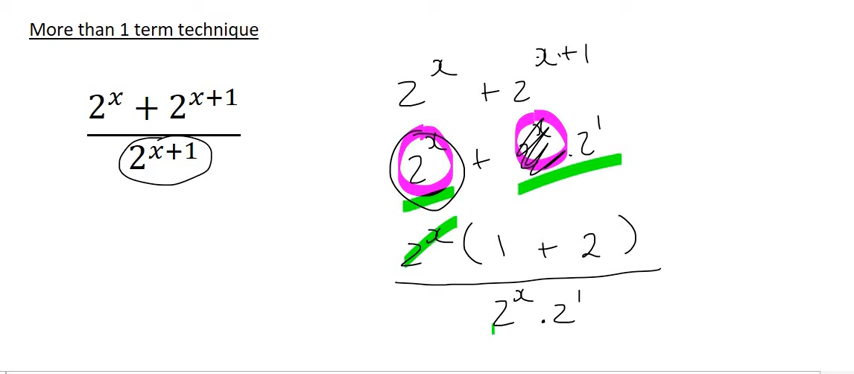 More than 1 term technique
2^x + 2^{x+1}
2^{x+1}
2^x + 2^{x+1}
2^x + 2^x · 2^1
2^x (1 + 2)
2^x · 2^1